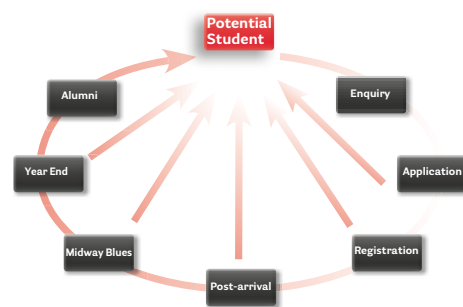 Potential
Student
Enquiry
Application
Registration
Post-arrival
Midway Blues
Year End
Alumni